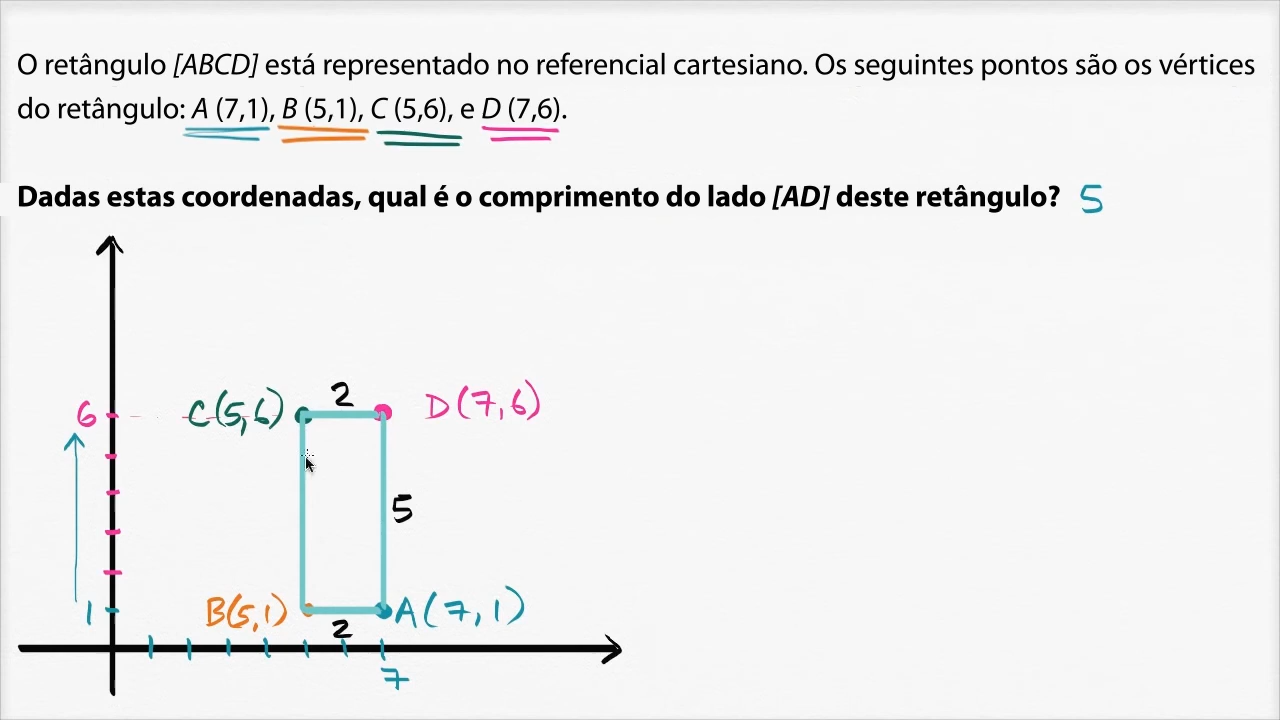 O retângulo [ABCD] está representado no referencial cartesiano. Os seguintes pontos são os vértices
do retângulo: A (7,1), B (5,1), C (5,6), e D (7,6).
Dadas estas coordenadas, qual é o comprimento do lado [AD] deste retângulo? 5
2
6 C(5,6) D(7,6)
5
1 B(5,1) A(7,1)
2
7